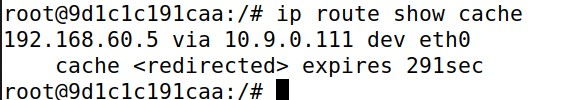 root@9d1c1c191caa:/# ip route show cache
192.168.60.5 via 10.9.0.111 dev eth0
    cache <redirected> expires 291sec
root@9d1c1c191caa:/#